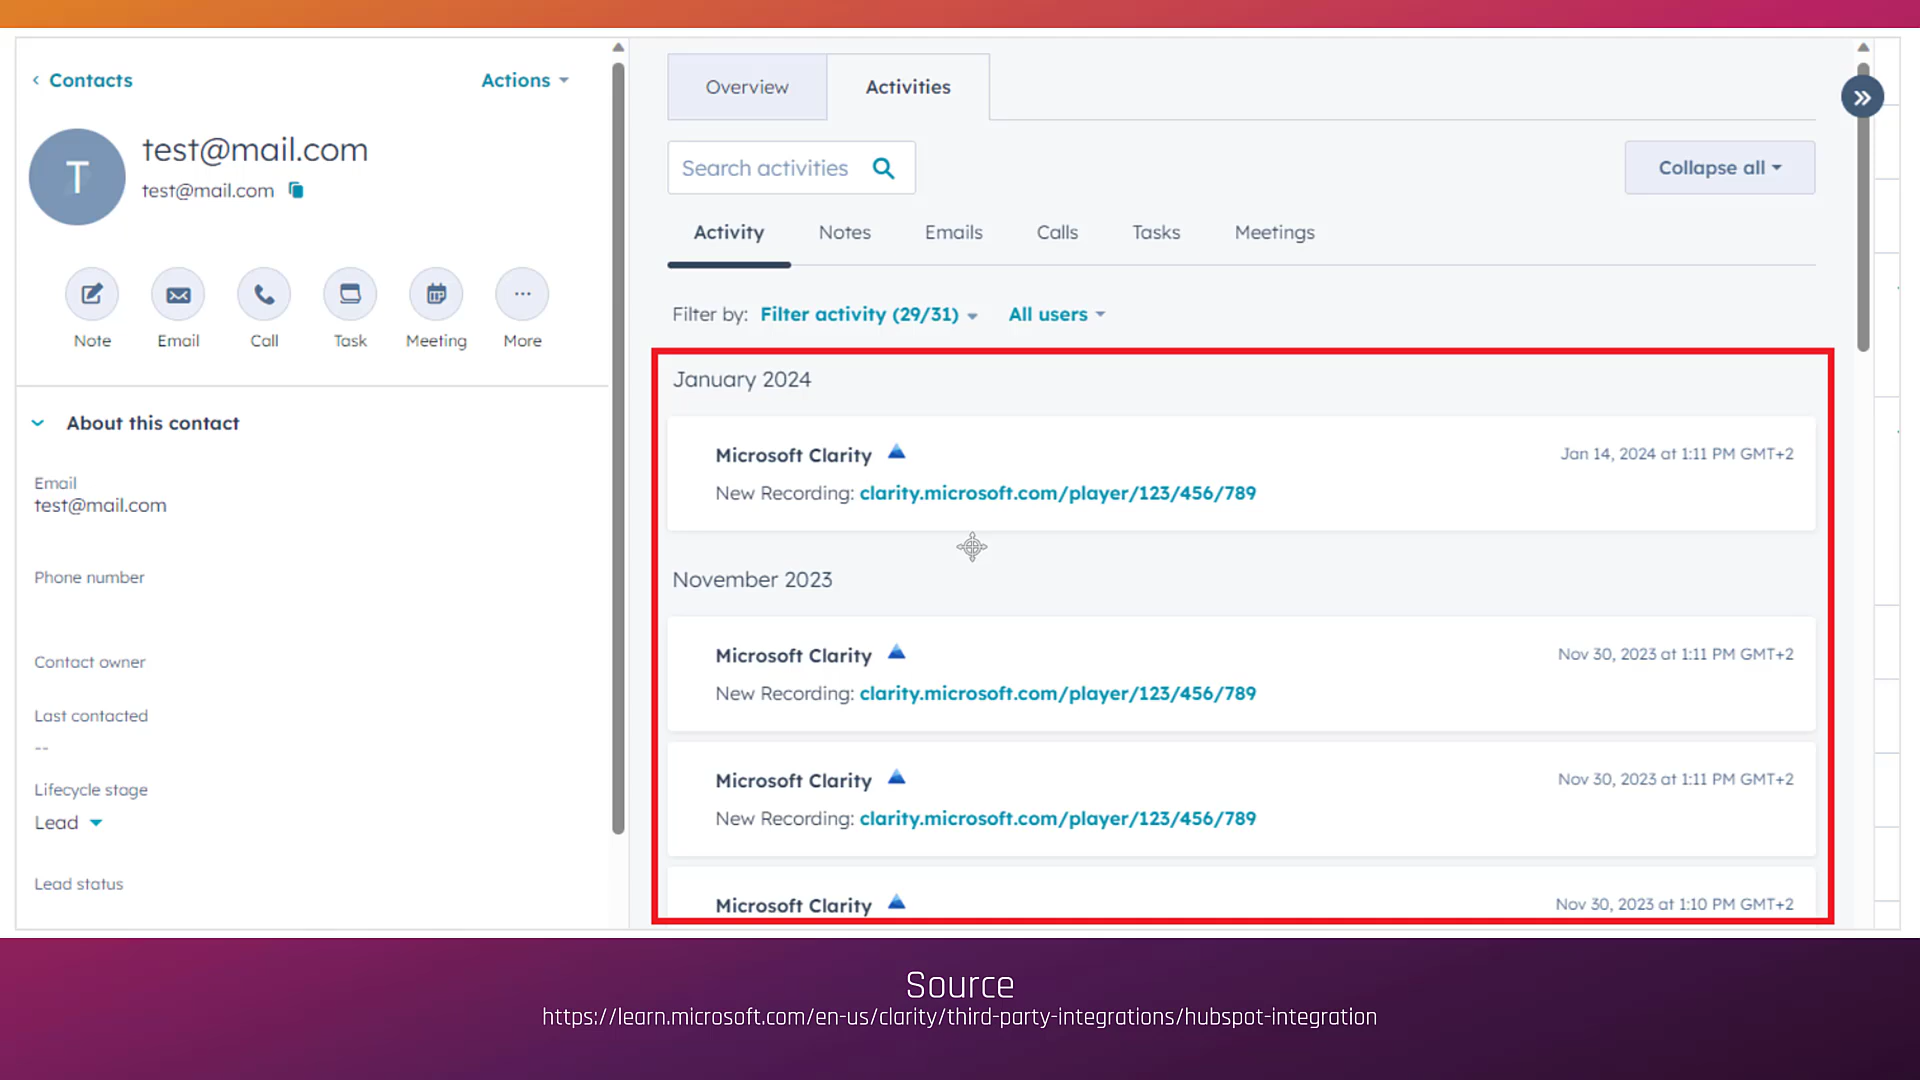 Contacts
Actions
T
test@mail.com
test@mail.com
Note
Email
Call
Task
Meeting
More
About this contact
Email
test@mail.com
Phone number
Contact owner
Last contacted
--
Lifecycle stage
Lead
Lead status
Overview
Activities
Search activities
Collapse all
Activity
Notes
Emails
Calls
Tasks
Meetings
Filter by: Filter activity (29/31) All users
January 2024
Microsoft Clarity
Jan 14, 2024 at 1:11 PM GMT+2
New Recording: clarity.microsoft.com/player/123/456/789
November 2023
Microsoft Clarity
Nov 30, 2023 at 1:11 PM GMT+2
New Recording: clarity.microsoft.com/player/123/456/789
Microsoft Clarity
Nov 30, 2023 at 1:11 PM GMT+2
New Recording: clarity.microsoft.com/player/123/456/789
Microsoft Clarity
Nov 30, 2023 at 1:10 PM GMT+2
Source
https://learn.microsoft.com/en-us/clarity/third-party-integrations/hubspot-integration